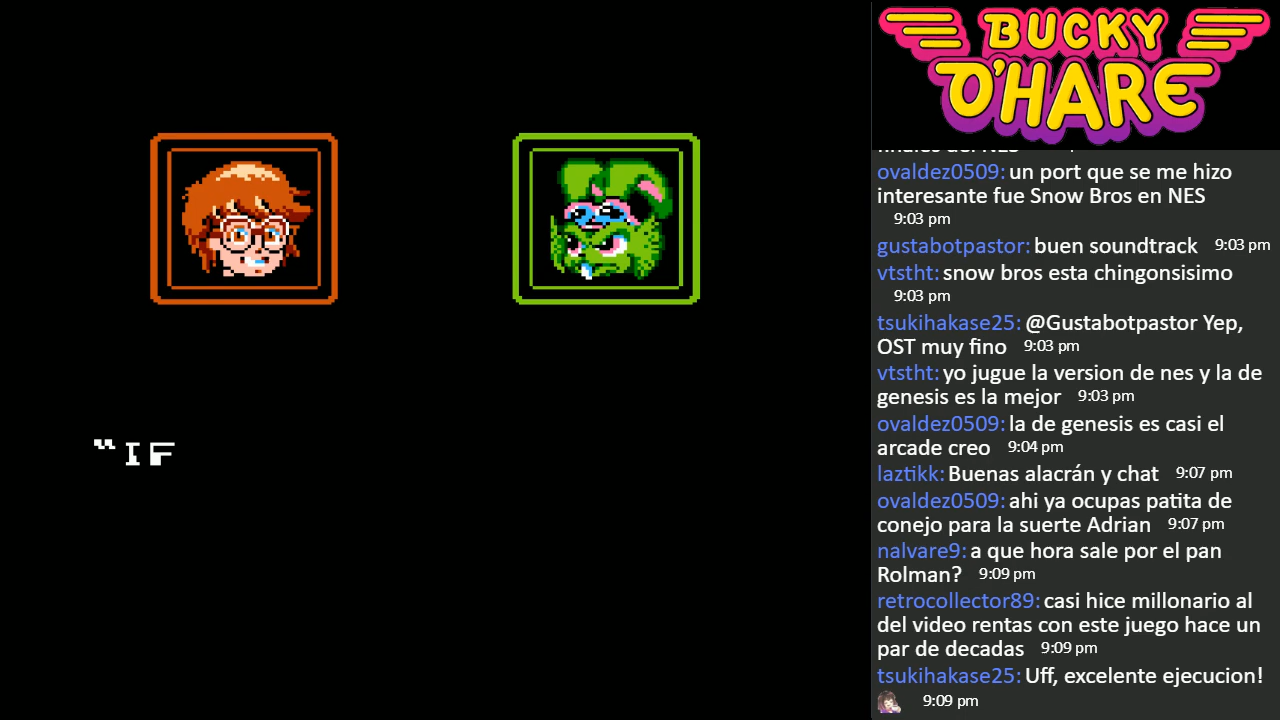 "IF
BUCKY
O'HARE
ovaldez0509: un port que se me hizo
interesante fue Snow Bros en NES
9:03 pm
gustabotpastor: buen soundtrack 9:03 pm
vtstht: snow bros esta chingonsisimo
9:03 pm
tsukihakase25: @Gustabotpastor Yep,
OST muy fino 9:03 pm
vtstht: yo jugue la version de nes y la de
genesis es la mejor 9:03 pm
ovaldez0509: la de genesis es casi el
arcade creo 9:04 pm
laztikk: Buenas alacrán y chat 9:07 pm
ovaldez0509: ahi ya ocupas patita de
conejo para la suerte Adrian 9:07 pm
nalvare9: a que hora sale por el pan
Rolman? 9:09 pm
retrocollector89: casi hice millonario al
del video rentas con este juego hace un
par de decadas 9:09 pm
tsukihakase25: Uff, excelente ejecucion!
9:09 pm